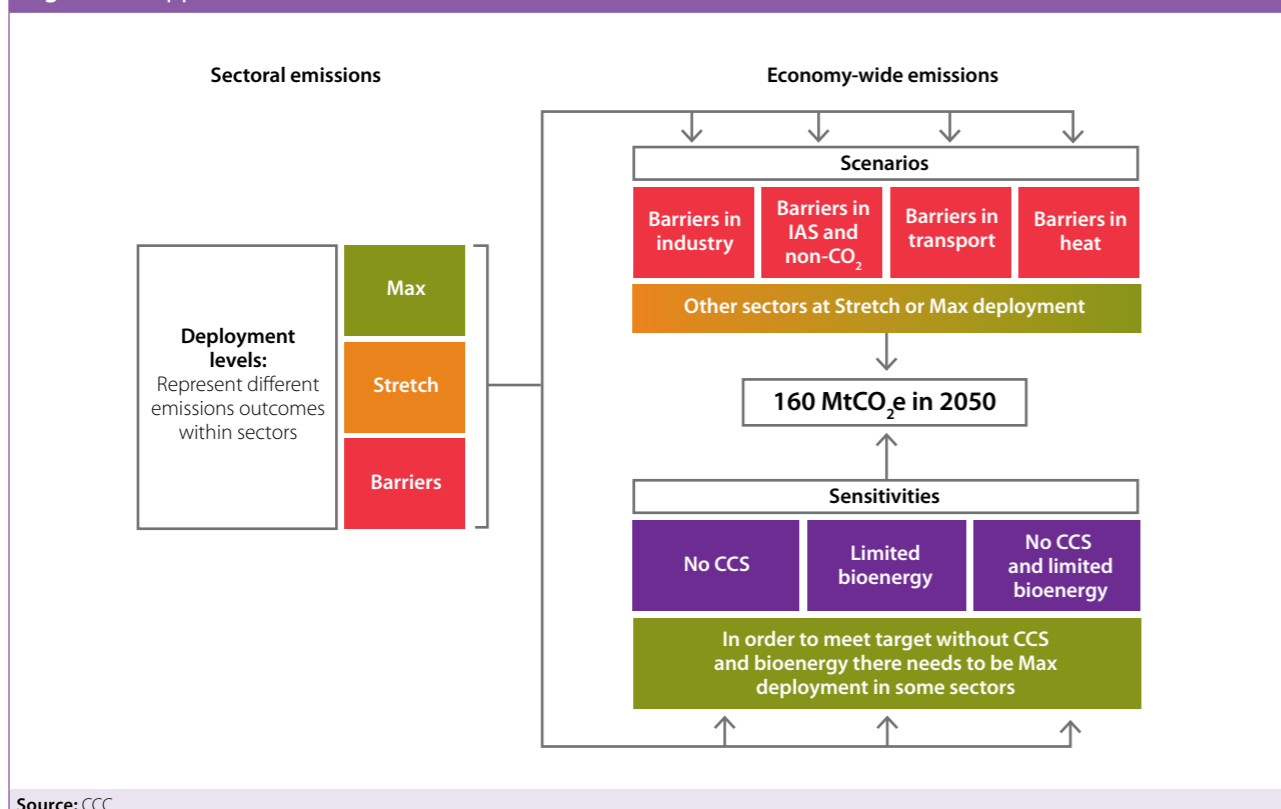 Sectoral emissions
Economy-wide emissions
Deployment
levels:
Represent different
emissions outcomes
within sectors
Max
Stretch
Barriers
Scenarios
Barriers in
industry
Barriers in
IAS and
non-CO₂
Barriers in
transport
Barriers in
heat
Other sectors at Stretch or Max deployment
160 MtCO₂e in 2050
Sensitivities
No CCS
Limited
bioenergy
No CCS
and limited
bioenergy
In order to meet target without CCS
and bioenergy there needs to be Max
deployment in some sectors
Source: CCC